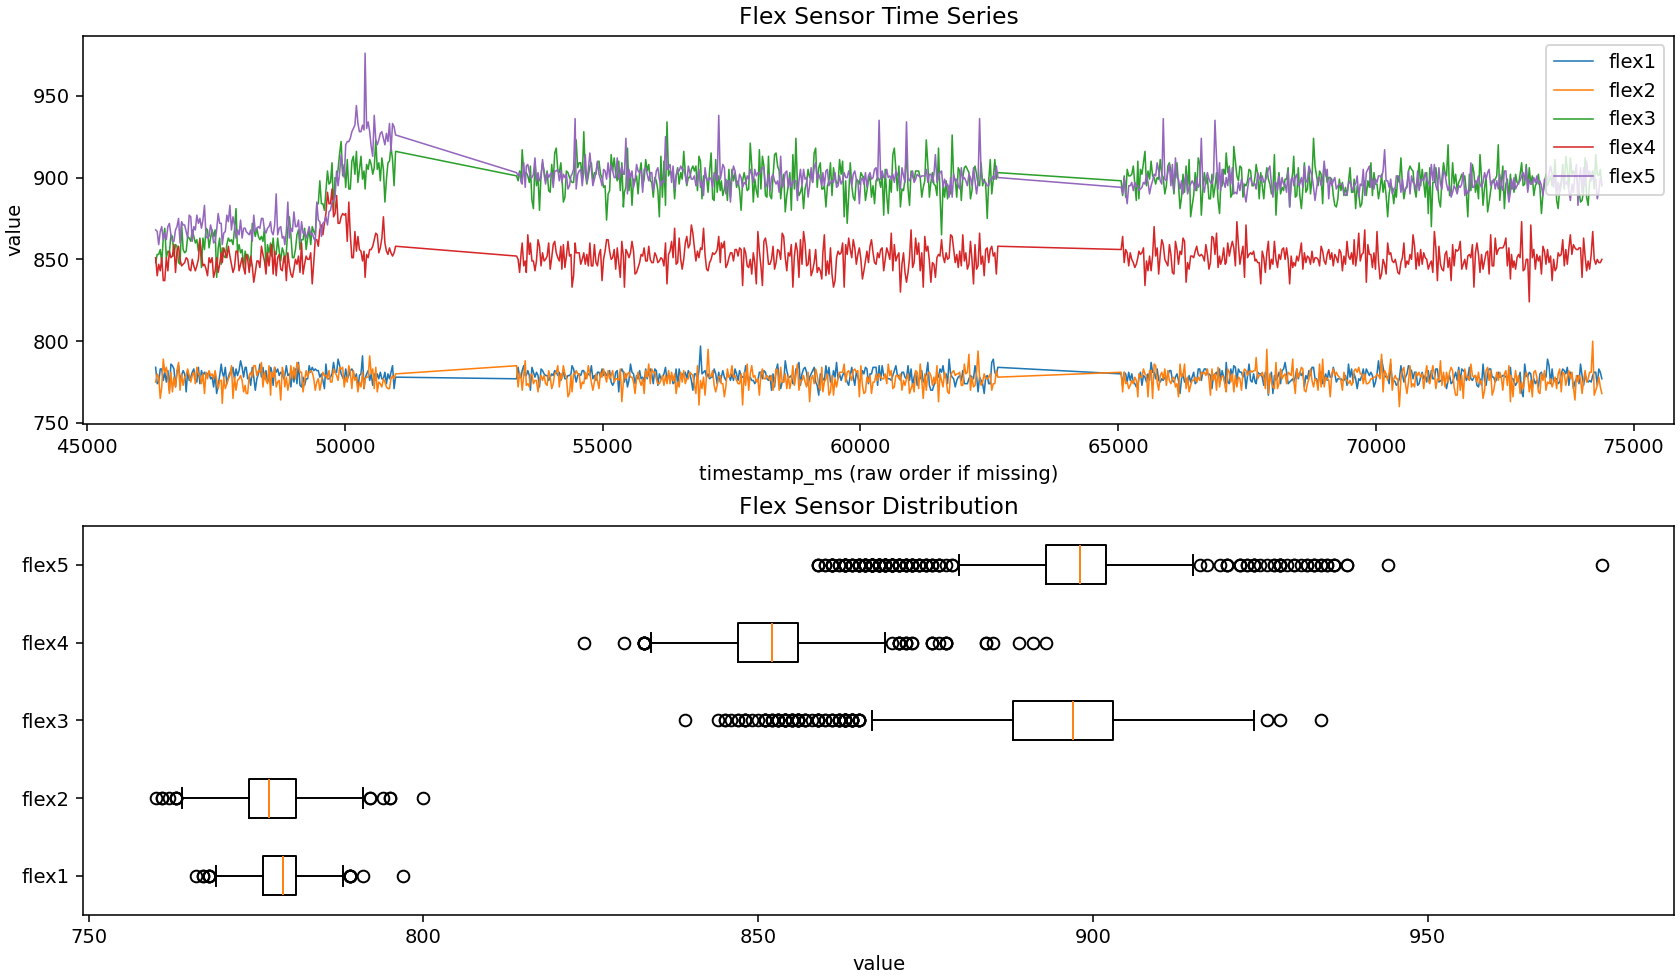 Flex Sensor Time Series
value
950
900
850
800
750
flex1
flex2
flex3
flex4
flex5
45000 50000 55000 60000 65000 70000 75000
timestamp_ms (raw order if missing)
Flex Sensor Distribution
flex5
flex4
flex3
flex2
flex1
750 800 850 900 950
value